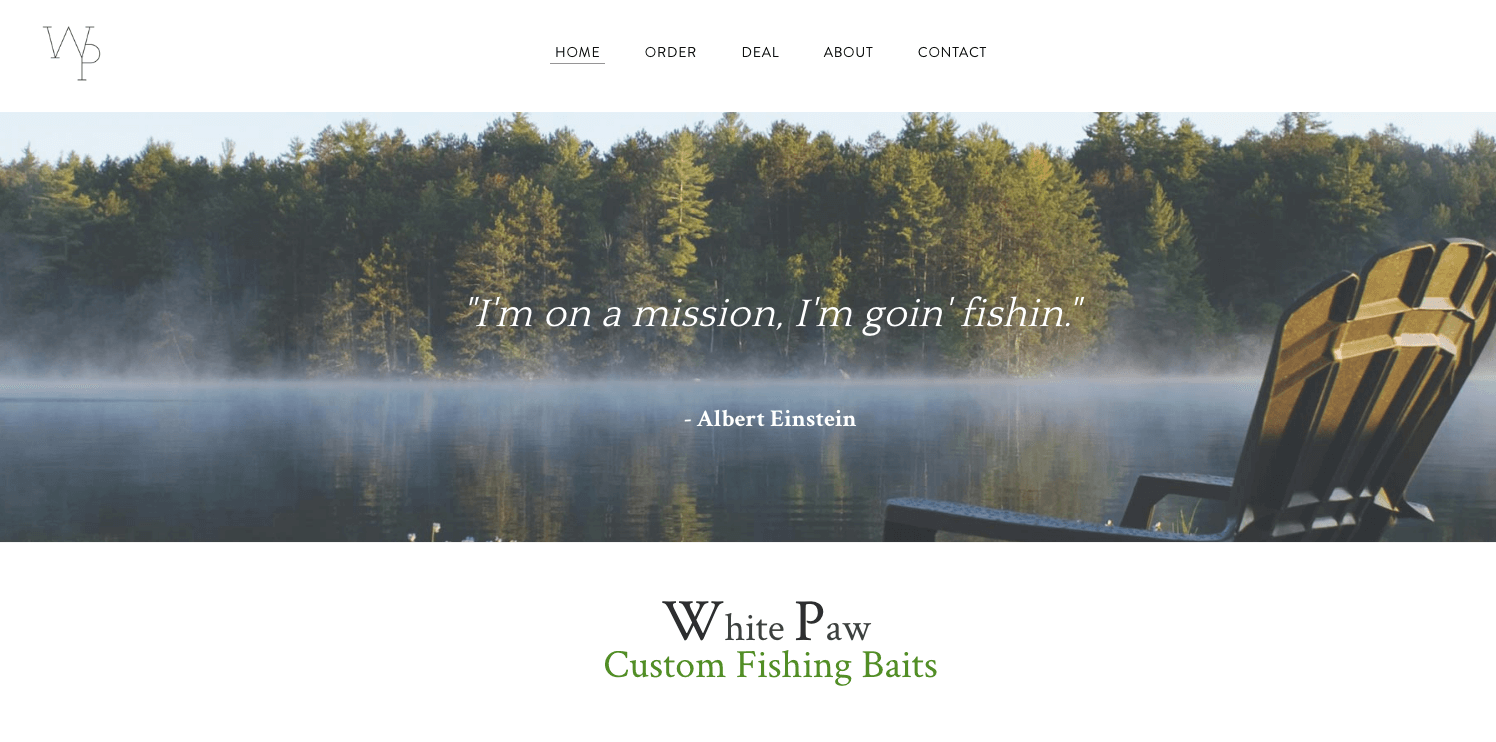 WP
HOME ORDER DEAL ABOUT CONTACT
"I'm on a mission, I'm goin' fishin."
- Albert Einstein
White Paw
Custom Fishing Baits